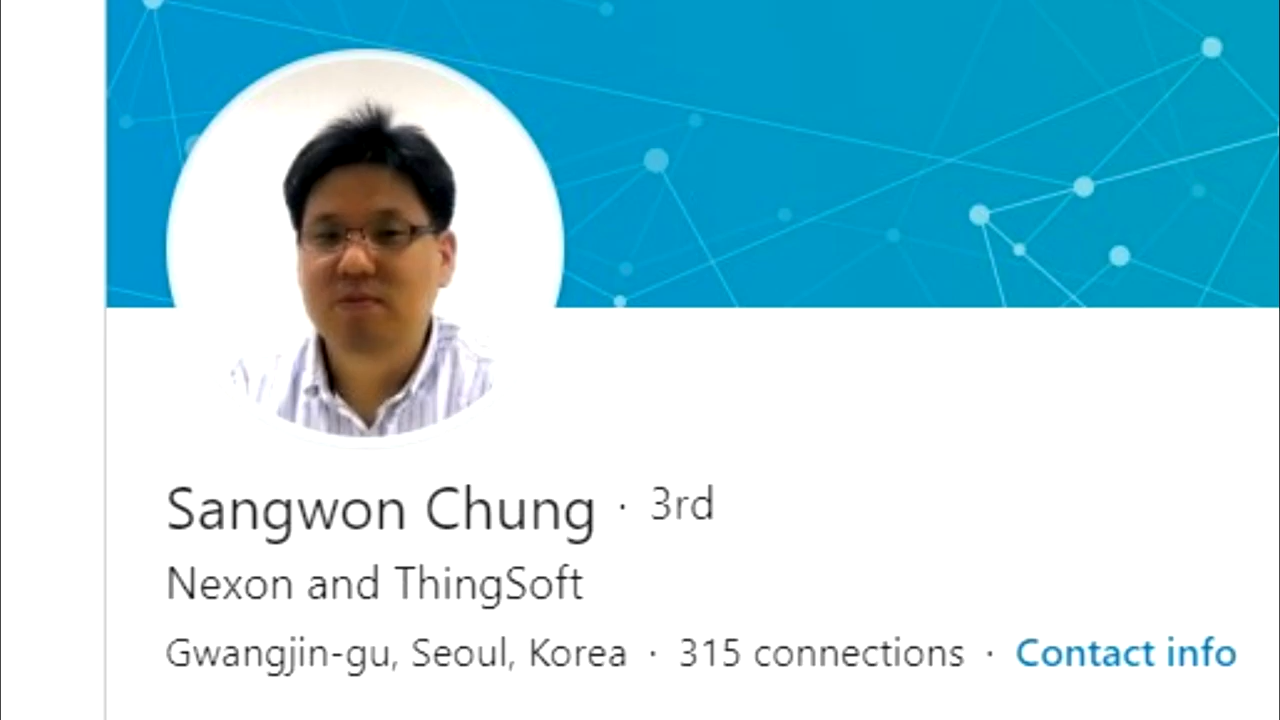 Sangwon Chung · 3rd
Nexon and ThingSoft
Gwangjin-gu, Seoul, Korea · 315 connections · Contact info